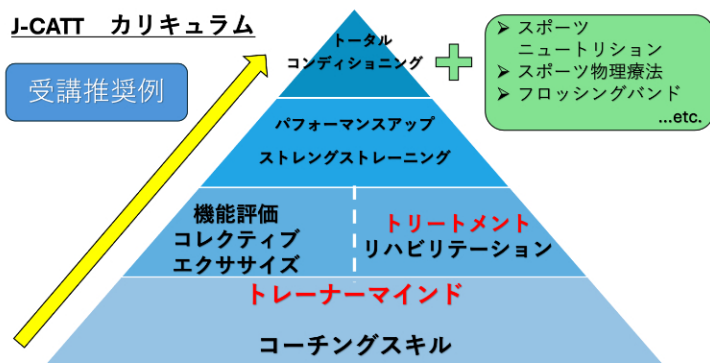 J-CATT　カリキュラム
受講推奨例
トータル
コンディショニング
➤ スポーツ
ニュートリション
➤ スポーツ物理療法
➤ フロッシングバンド
...etc.
パフォーマンスアップ
ストレングストレーニング
機能評価
コレクティブ
エクササイズ
トリートメント
リハビリテーション
トレーナーマインド
コーチングスキル